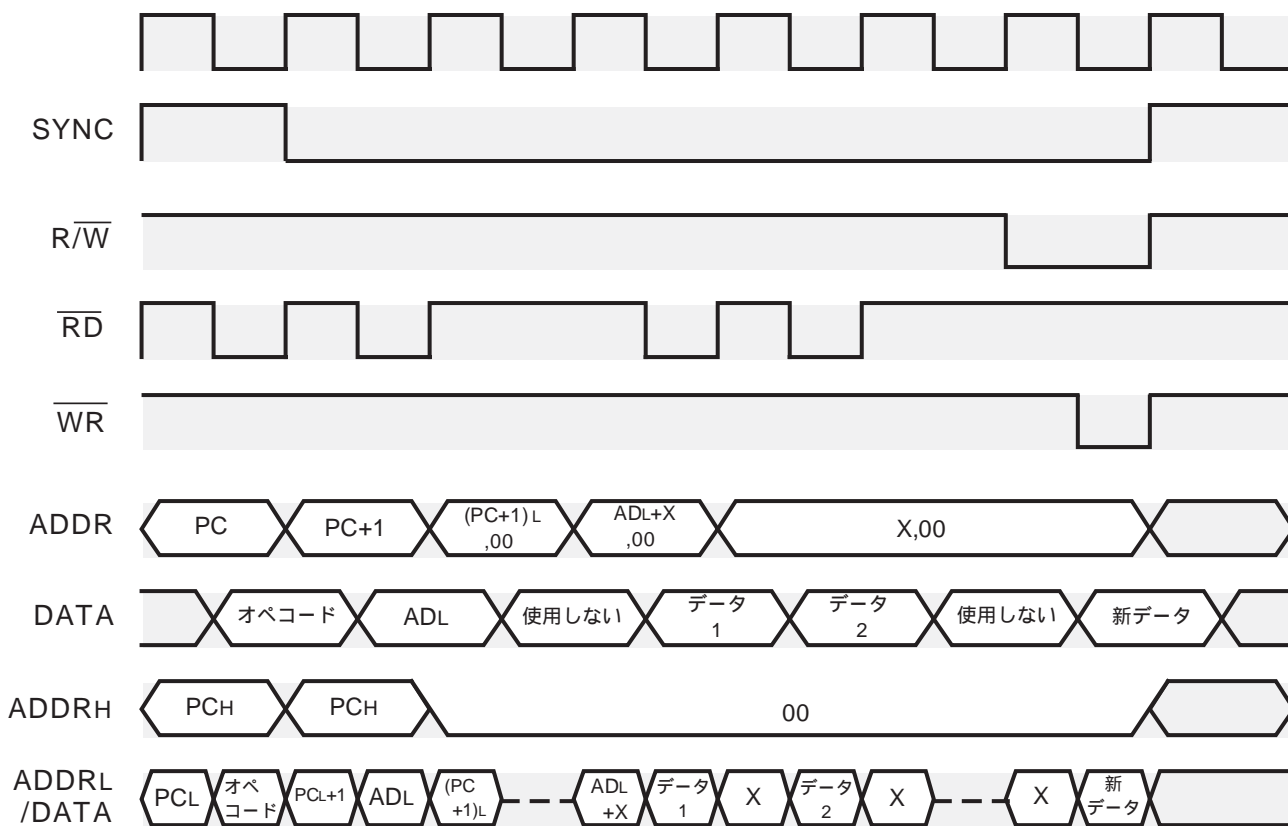 SYNC
R/W
RD
WR
ADDR
PC
PC+1
(PC+1)L
,00
ADL+X
,00
X,00
DATA
オペコード
ADL
使用しない
データ
1
データ
2
使用しない
新データ
ADDRH
PCH
PCH
00
ADDRL
/DATA
PCL
オペ
コード
PCL+1
ADL
(PC
+1)L
ADL
+X
データ
1
X
データ
2
X
X
新
データ